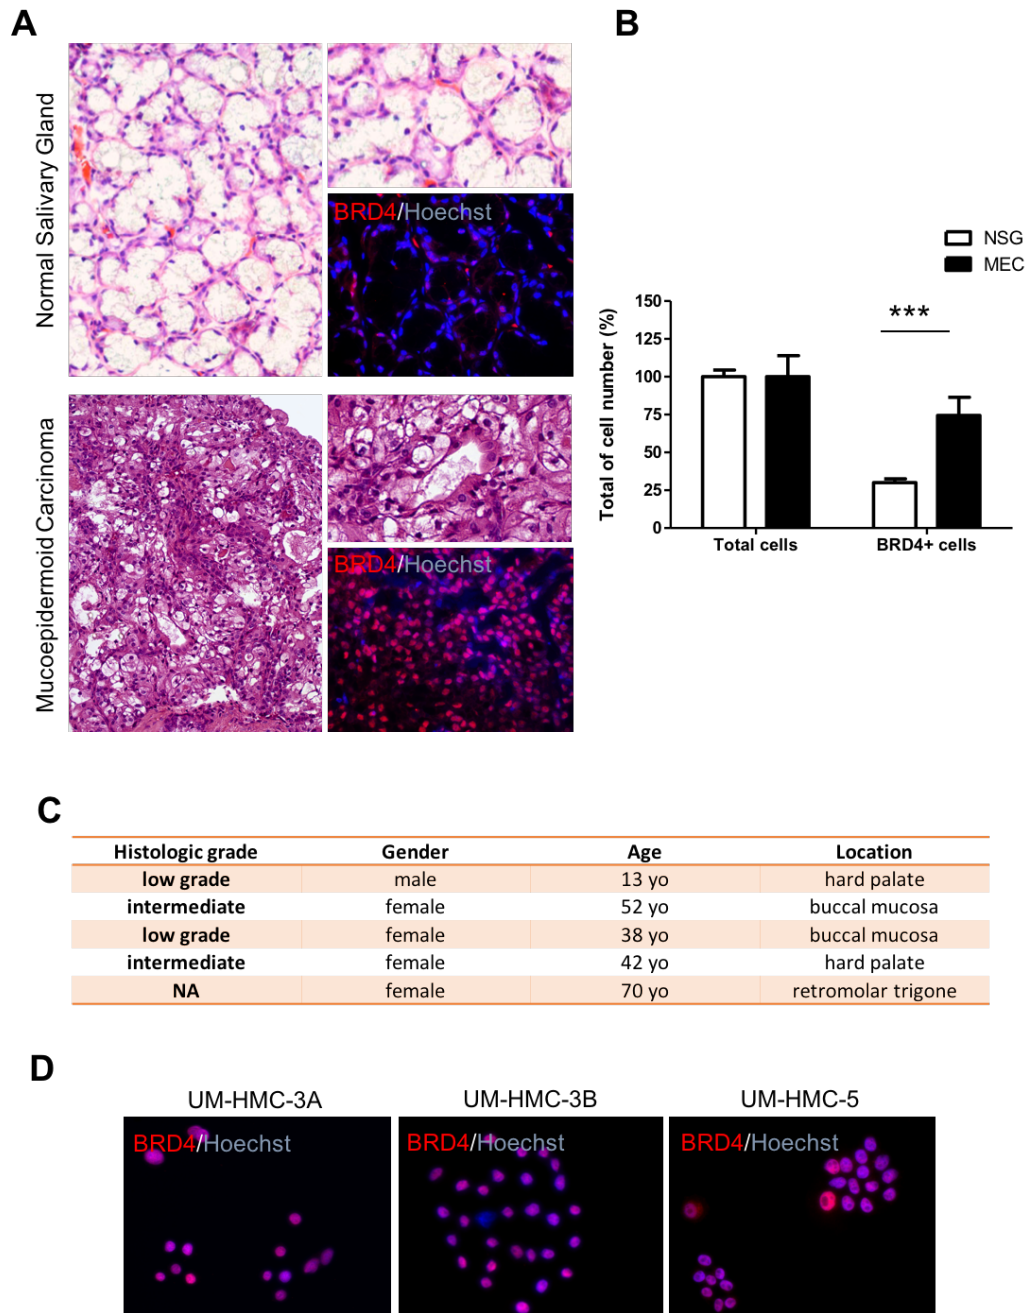 A
Normal Salivary Gland
BRD4/Hoechst
Mucoepidermoid Carcinoma
BRD4/Hoechst
B
NSG
MEC
Total of cell number (%)
150
125
100
75
50
25
0
***
Total cells
BRD4+ cells
C
Histologic grade Gender Age Location
low grade male 13 yo hard palate
intermediate female 52 yo buccal mucosa
low grade female 38 yo buccal mucosa
intermediate female 42 yo hard palate
NA female 70 yo retromolar trigone
D
UM-HMC-3A
UM-HMC-3B
UM-HMC-5
BRD4/Hoechst
BRD4/Hoechst
BRD4/Hoechst